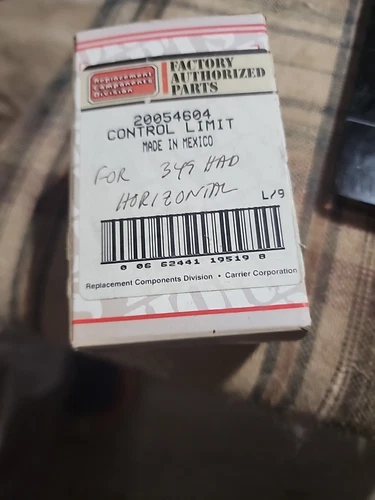 Replacement
Components
Division
FACTORY
AUTHORIZED
PARTS
20054604
CONTROL LIMIT
MADE IN MEXICO
FOR 349 HAD
HORIZONTAL
L/9
0 06 62441 19519 8
Replacement Components Division • Carrier Corporation